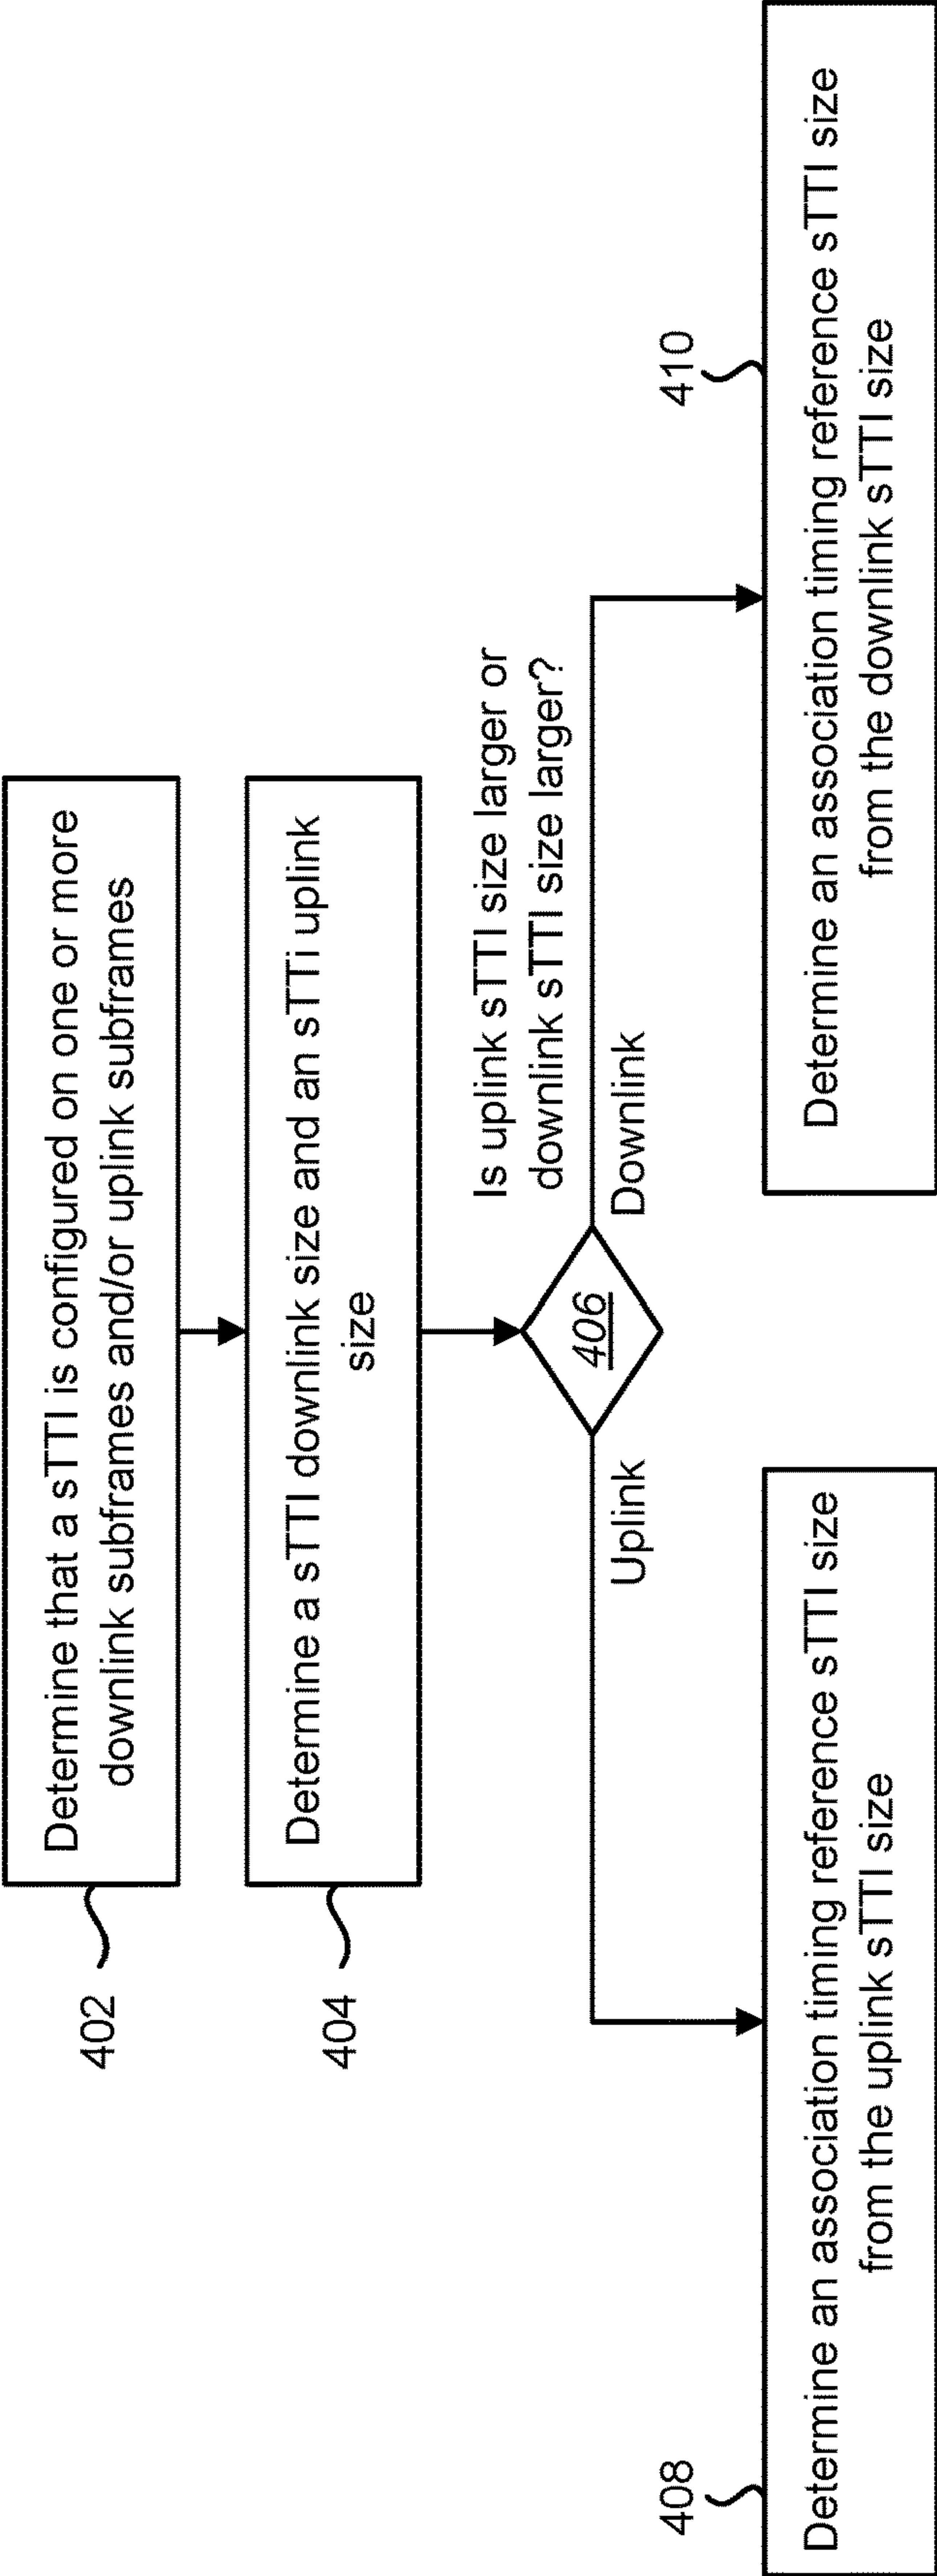 402
Determine that a sTTI is configured on one or more
downlink subframes and/or uplink subframes
404
Determine a sTTI downlink size and an sTTi uplink
size
Is uplink sTTI size larger or
downlink sTTI size larger?
406
Uplink
Downlink
408
Determine an association timing reference sTTI size
from the uplink sTTI size
410
Determine an association timing reference sTTI size
from the downlink sTTI size